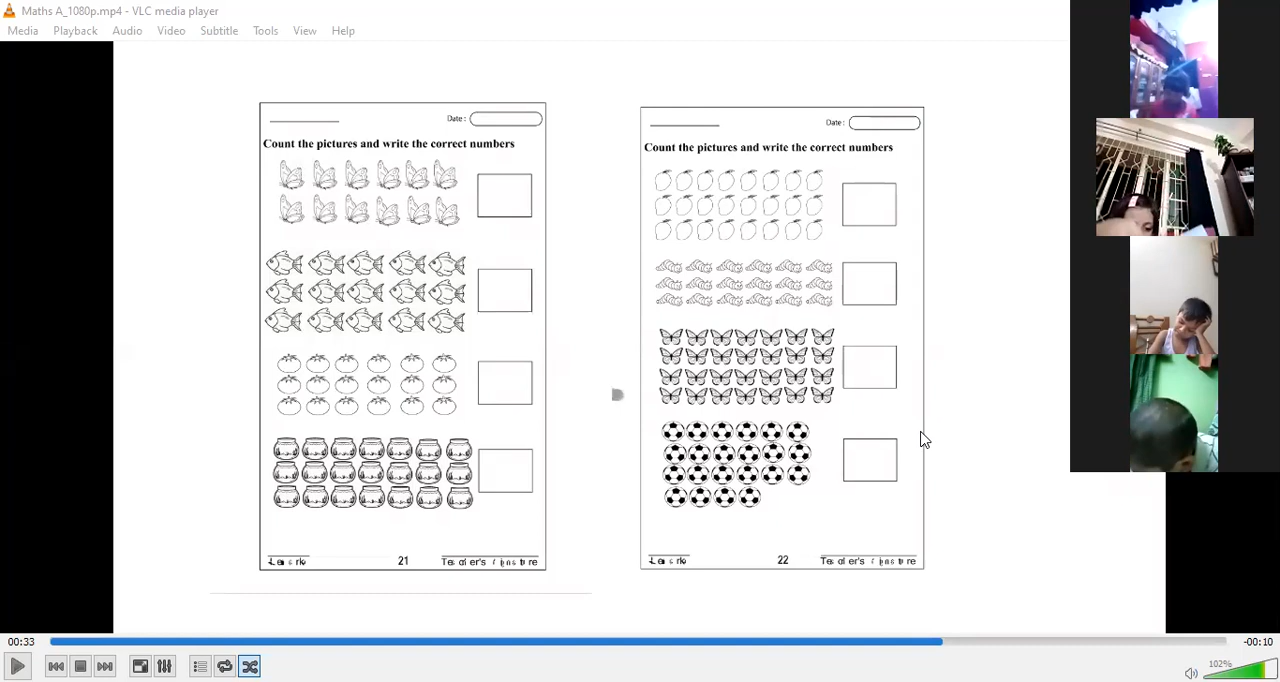 Maths A_1080p.mp4 - VLC media player
Media Playback Audio Video Subtitle Tools View Help
Date :
Count the pictures and write the correct numbers
21
Date :
Count the pictures and write the correct numbers
22
00:33
-00:10
102%